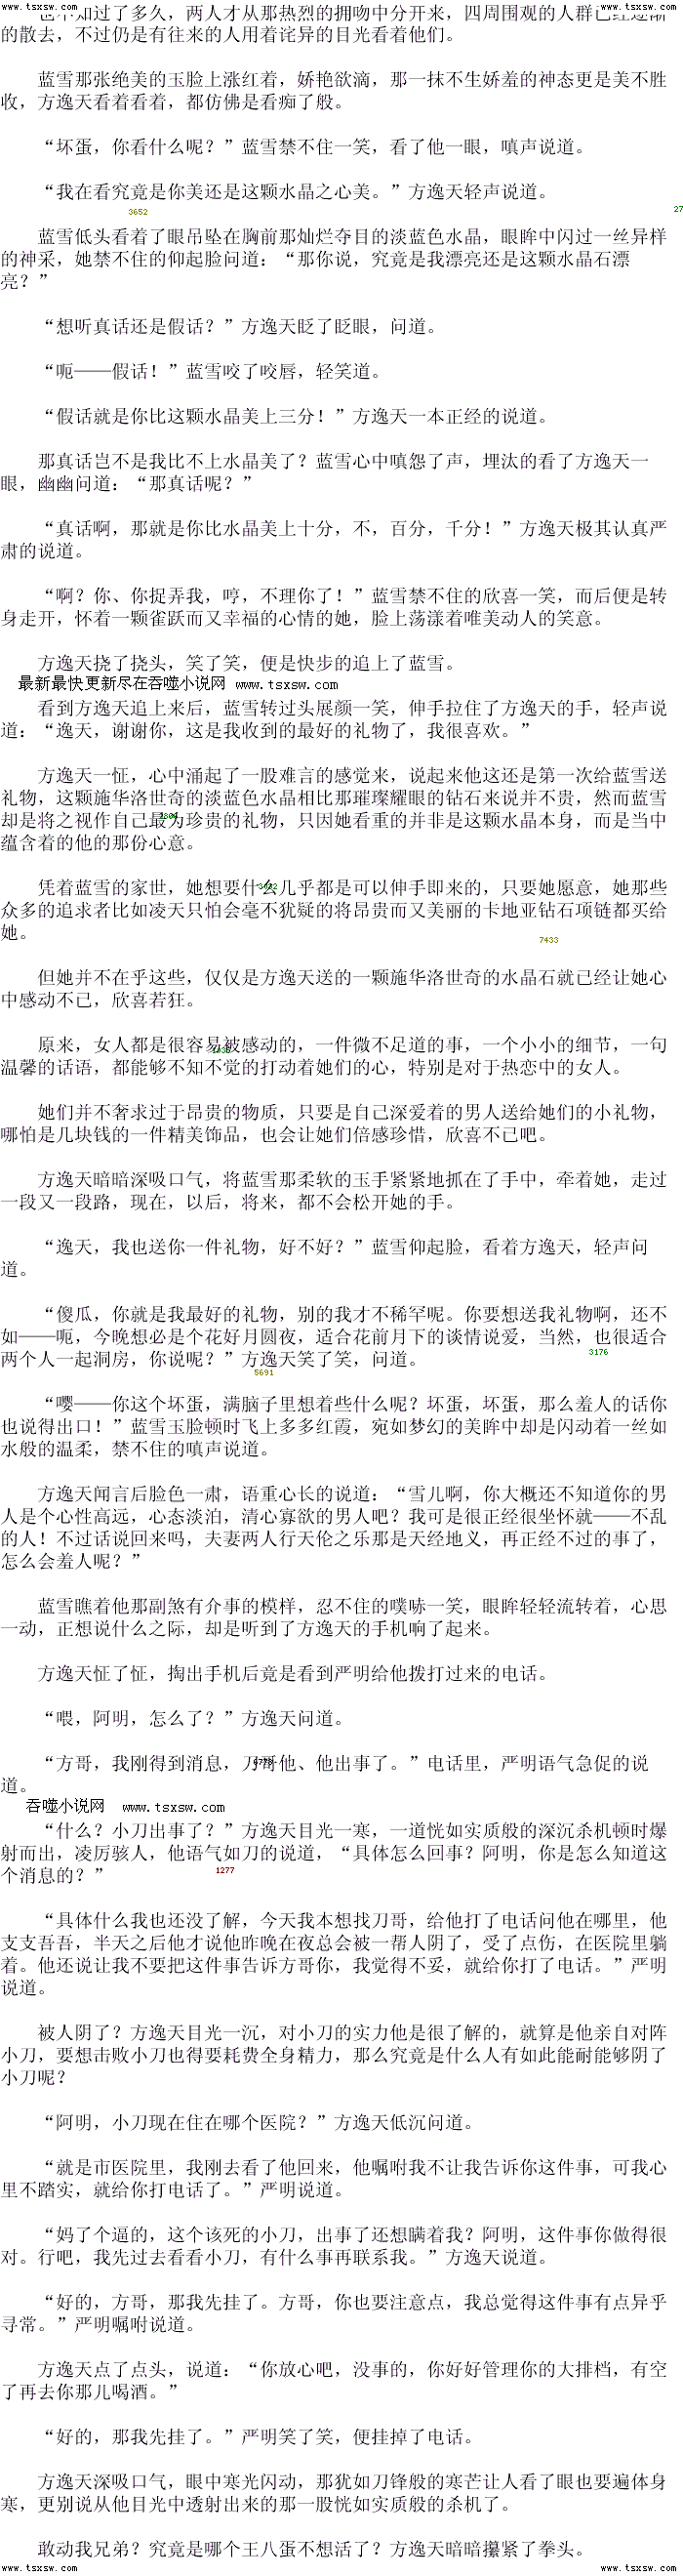 www.tsxsw.com www.tsxsw.com
也不知过了多久，两人才从那热烈的拥吻中分开来，四周围观的人群已经逐渐
的散去，不过仍是有往来的人用着诧异的目光看着他们。
蓝雪那张绝美的玉脸上涨红着，娇艳欲滴，那一抹不生娇羞的神态更是美不胜
收，方逸天看着看着，都仿佛是看痴了般。
“坏蛋，你看什么呢？”蓝雪禁不住一笑，看了他一眼，嗔声说道。
“我在看究竟是你美还是这颗水晶之心美。”方逸天轻声说道。
3652 27
蓝雪低头看着了眼吊坠在胸前那灿烂夺目的淡蓝色水晶，眼眸中闪过一丝异样
的神采，她禁不住的仰起脸问道：“那你说，究竟是我漂亮还是这颗水晶石漂
亮？”
“想听真话还是假话？”方逸天眨了眨眼，问道。
“呃——假话！”蓝雪咬了咬唇，轻笑道。
“假话就是你比这颗水晶美上三分！”方逸天一本正经的说道。
那真话岂不是我比不上水晶美了？蓝雪心中嗔怨了声，埋汰的看了方逸天一
眼，幽幽问道：“那真话呢？”
“真话啊，那就是你比水晶美上十分，不，百分，千分！”方逸天极其认真严
肃的说道。
“啊？你、你捉弄我，哼，不理你了！”蓝雪禁不住的欣喜一笑，而后便是转
身走开，怀着一颗雀跃而又幸福的心情的她，脸上荡漾着唯美动人的笑意。
方逸天挠了挠头，笑了笑，便是快步的追上了蓝雪。
最新最快更新尽在吞噬小说网 www.tsxsw.com
看到方逸天追上来后，蓝雪转过头展颜一笑，伸手拉住了方逸天的手，轻声说
道：“逸天，谢谢你，这是我收到的最好的礼物了，我很喜欢。”
方逸天一怔，心中涌起了一股难言的感觉来，说起来他这还是第一次给蓝雪送
礼物，这颗施华洛世奇的淡蓝色水晶相比那璀璨耀眼的钻石来说并不贵，然而蓝雪
却是将之视作自己最为珍贵的礼物，只因她看重的并非是这颗水晶本身，而是当中
蕴含着的他的那份心意。
凭着蓝雪的家世，她想要什么几乎都是可以伸手即来的，只要她愿意，她那些
众多的追求者比如凌天只怕会毫不犹疑的将昂贵而又美丽的卡地亚钻石项链都买给
她。
7433
但她并不在乎这些，仅仅是方逸天送的一颗施华洛世奇的水晶石就已经让她心
中感动不已，欣喜若狂。
原来，女人都是很容易被感动的，一件微不足道的事，一个小小的细节，一句
温馨的话语，都能够不知不觉的打动着她们的心，特别是对于热恋中的女人。
她们并不奢求过于昂贵的物质，只要是自己深爱着的男人送给她们的小礼物，
哪怕是几块钱的一件精美饰品，也会让她们倍感珍惜，欣喜不已吧。
方逸天暗暗深吸口气，将蓝雪那柔软的玉手紧紧地抓在了手中，牵着她，走过
一段又一段路，现在，以后，将来，都不会松开她的手。
“逸天，我也送你一件礼物，好不好？”蓝雪仰起脸，看着方逸天，轻声问
道。
“傻瓜，你就是我最好的礼物，别的我才不稀罕呢。你要想送我礼物啊，还不
如——呃，今晚想必是个花好月圆夜，适合花前月下的谈情说爱，当然，也很适合
两个人一起洞房，你说呢？”方逸天笑了笑，问道。
3176
5691
“嘤——你这个坏蛋，满脑子里想着些什么呢？坏蛋，坏蛋，那么羞人的话你
也说得出口！”蓝雪玉脸顿时飞上多多红霞，宛如梦幻的美眸中却是闪动着一丝如
水般的温柔，禁不住的嗔声说道。
方逸天闻言后脸色一肃，语重心长的说道：“雪儿啊，你大概还不知道你的男
人是个心性高远，心态淡泊，清心寡欲的男人吧？我可是很正经很坐怀就——不乱
的人！不过话说回来吗，夫妻两人行天伦之乐那是天经地义，再正经不过的事了，
怎么会羞人呢？”
蓝雪瞧着他那副煞有介事的模样，忍不住的噗哧一笑，眼眸轻轻流转着，心思
一动，正想说什么之际，却是听到了方逸天的手机响了起来。
方逸天怔了怔，掏出手机后竟是看到严明给他拨打过来的电话。
“喂，阿明，怎么了？”方逸天问道。
“方哥，我刚得到消息，刀哥他、他出事了。”电话里，严明语气急促的说
道。
吞噬小说网 www.tsxsw.com
“什么？小刀出事了？”方逸天目光一寒，一道恍如实质般的深沉杀机顿时爆
射而出，凌厉骇人，他语气如刀的说道，“具体怎么回事？阿明，你是怎么知道这
个消息的？”
1277
“具体什么我也还没了解，今天我本想找刀哥，给他打了电话问他在哪里，他
支支吾吾，半天之后他才说他昨晚在夜总会被一帮人阴了，受了点伤，在医院里躺
着。他还说让我不要把这件事告诉方哥你，我觉得不妥，就给你打了电话。”严明
说道。
被人阴了？方逸天目光一沉，对小刀的实力他是很了解的，就算是他亲自对阵
小刀，要想击败小刀也得要耗费全身精力，那么究竟是什么人有如此能耐能够阴了
小刀呢？
“阿明，小刀现在住在哪个医院？”方逸天低沉问道。
“就是市医院里，我刚去看了他回来，他嘱咐我不让我告诉你这件事，可我心
里不踏实，就给你打电话了。”严明说道。
“妈了个逼的，这个该死的小刀，出事了还想瞒着我？阿明，这件事你做得很
对。行吧，我先过去看看小刀，有什么事再联系我。”方逸天说道。
“好的，方哥，那我先挂了。方哥，你也要注意点，我总觉得这件事有点异乎
寻常。”严明嘱咐说道。
方逸天点了点头，说道：“你放心吧，没事的，你好好管理你的大排档，有空
了再去你那儿喝酒。”
“好的，那我先挂了。”严明笑了笑，便挂掉了电话。
方逸天深吸口气，眼中寒光闪动，那犹如刀锋般的寒芒让人看了眼也要遍体身
寒，更别说从他目光中透射出来的那一股恍如实质般的杀机了。
敢动我兄弟？究竟是哪个王八蛋不想活了？方逸天暗暗攥紧了拳头。
www.tsxsw.com www.tsxsw.com